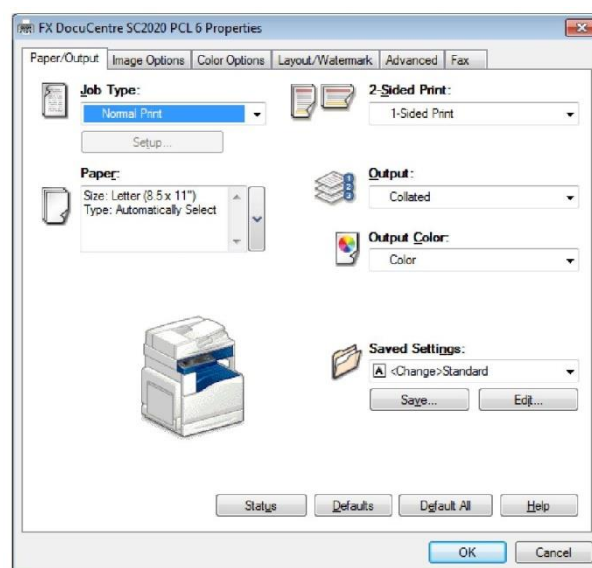 FX DocuCentre SC2020 PCL 6 Properties
Paper/Output Image Options Color Options Layout/Watermark Advanced Fax
Job Type:
Normal Print
Setup...
2-Sided Print:
1-Sided Print
Paper:
Size: Letter (8.5 x 11")
Type: Automatically Select
Output:
Collated
123
Output Color:
Color
Saved Settings:
A <Change>Standard
Save... Edit...
Status Defaults Default All Help
OK Cancel